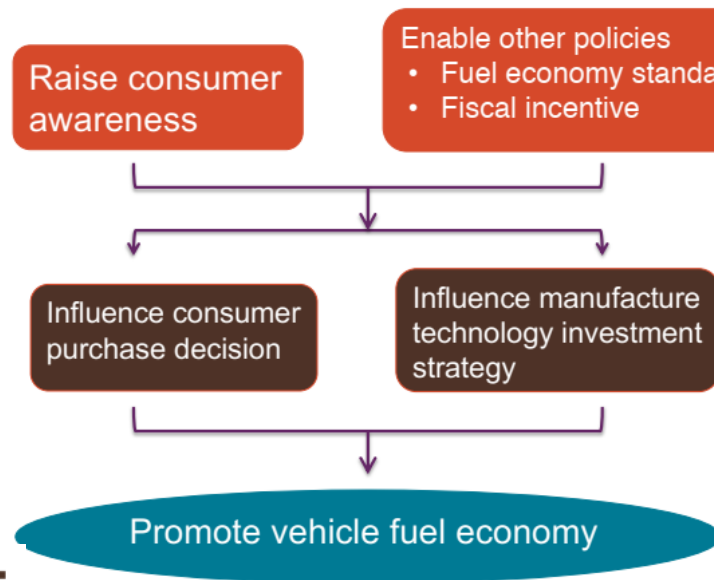 Raise consumer
awareness
Enable other policies
• Fuel economy standa
• Fiscal incentive
Influence consumer
purchase decision
Influence manufacture
technology investment
strategy
Promote vehicle fuel economy